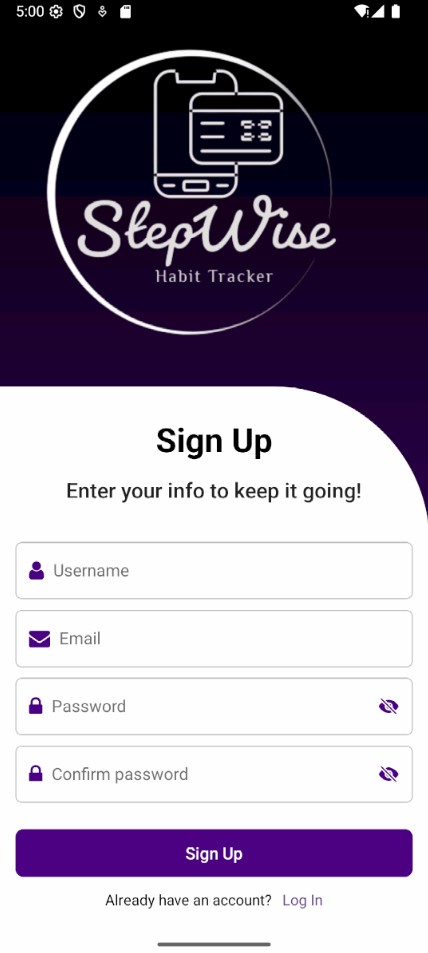 5:00
StepWise
Habit Tracker
Sign Up
Enter your info to keep it going!
Username
Email
Password
Confirm password
Sign Up
Already have an account? Log In